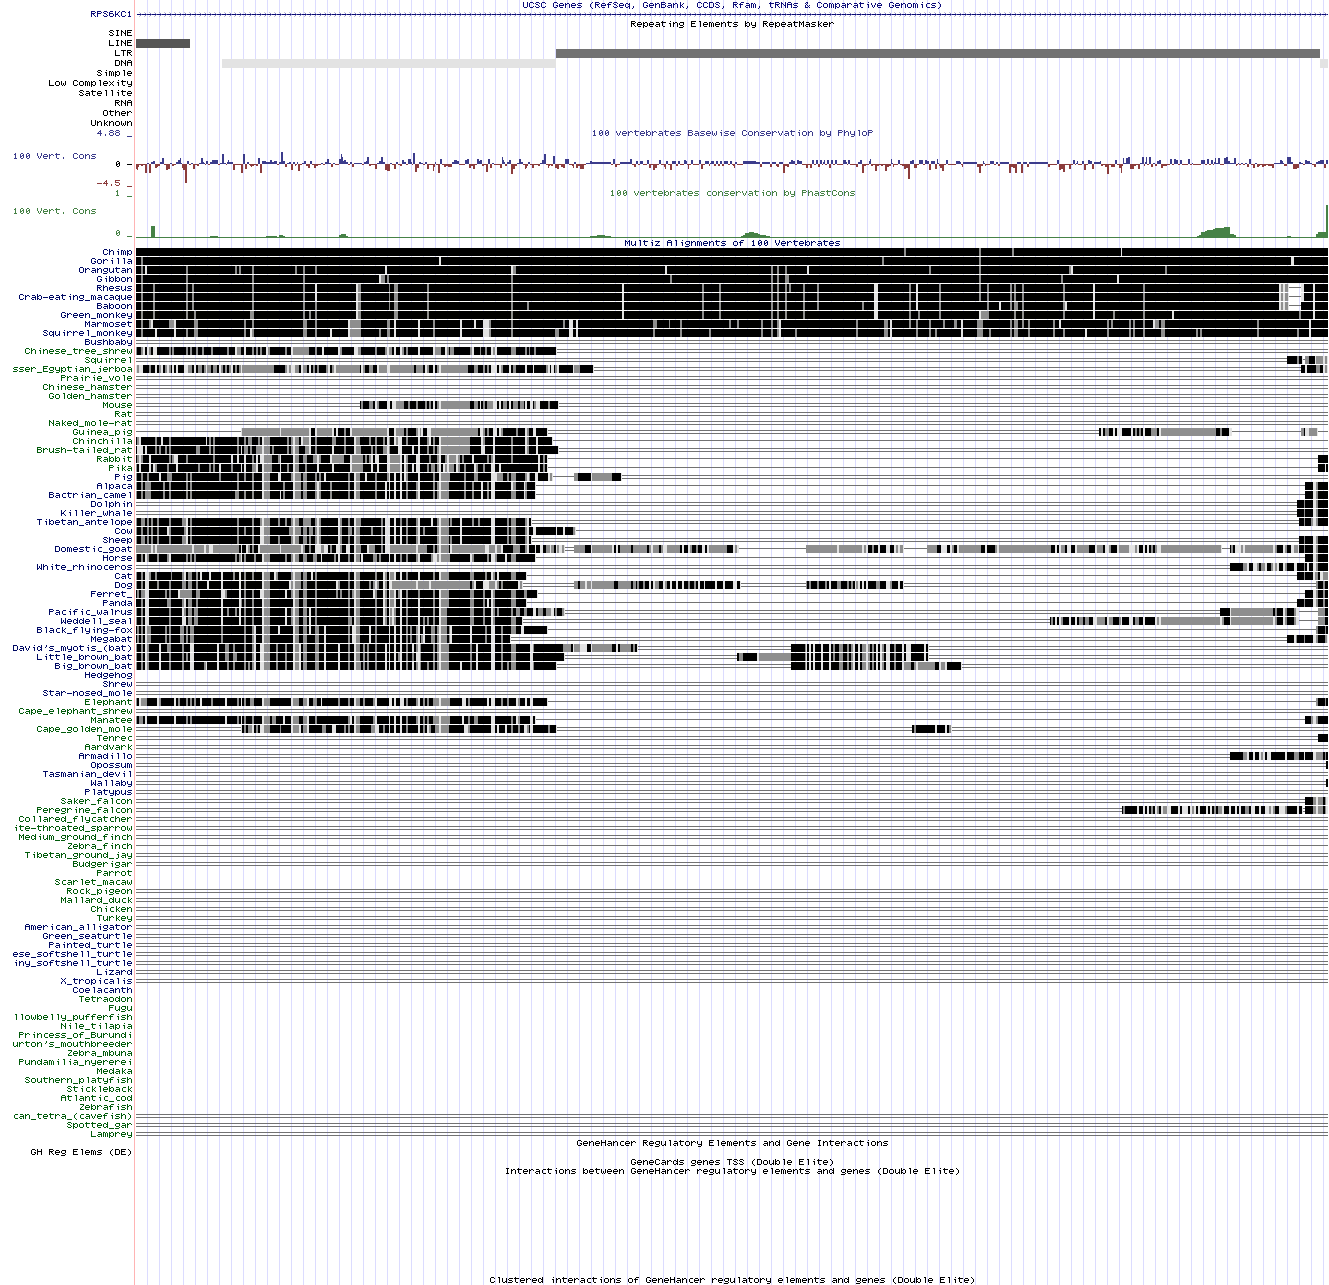 UCSC Genes (RefSeq, GenBank, CCDS, Rfam, tRNAs & Comparative Genomics)
RPS6KC1
Repeating Elements by RepeatMasker
SINE
LINE
LTR
DNA
Simple
Low Complexity
Satellite
RNA
Other
Unknown
4.88 _
100 vertebrates Basewise Conservation by PhyloP
100 Vert. Cons
0 _
-4.5 _
1 _
100 vertebrates conservation by PhastCons
100 Vert. Cons
0 _
Multiz Alignments of 100 Vertebrates
Chimp
Gorilla
Orangutan
Gibbon
Rhesus
Crab-eating_macaque
Baboon
Green_monkey
Marmoset
Squirrel_monkey
Bushbaby
Chinese_tree_shrew
Squirrel
sser_Egyptian_jerboa
Prairie_vole
Chinese_hamster
Golden_hamster
Mouse
Rat
Naked_mole-rat
Guinea_pig
Chinchilla
Brush-tailed_rat
Rabbit
Pika
Pig
Alpaca
Bactrian_camel
Dolphin
Killer_whale
Tibetan_antelope
Cow
Sheep
Domestic_goat
Horse
White_rhinoceros
Cat
Dog
Ferret_
Panda
Pacific_walrus
Weddell_seal
Black_flying-fox
Megabat
David's_myotis_(bat)
Little_brown_bat
Big_brown_bat
Hedgehog
Shrew
Star-nosed_mole
Elephant
Cape_elephant_shrew
Manatee
Cape_golden_mole
Tenrec
Aardvark
Armadillo
Opossum
Tasmanian_devil
Wallaby
Platypus
Saker_falcon
Peregrine_falcon
Collared_flycatcher
ite-throated_sparrow
Medium_ground_finch
Zebra_finch
Tibetan_ground_jay
Budgerigar
Parrot
Scarlet_macaw
Rock_pigeon
Mallard_duck
Chicken
Turkey
American_alligator
Green_seaturtle
Painted_turtle
ese_softshell_turtle
iny_softshell_turtle
Lizard
X_tropicalis
Coelacanth
Tetraodon
Fugu
llowbelly_pufferfish
Nile_tilapia
Princess_of_Burundi
urton's_mouthbreeder
Zebra_mbuna
Pundamilia_nyererei
Medaka
Southern_platyfish
Stickleback
Atlantic_cod
Zebrafish
can_tetra_(cavefish)
Spotted_gar
Lamprey
GeneHancer Regulatory Elements and Gene Interactions
GH Reg Elems (DE)
GeneCards genes TSS (Double Elite)
Interactions between GeneHancer regulatory elements and genes (Double Elite)
Clustered interactions of GeneHancer regulatory elements and genes (Double Elite)